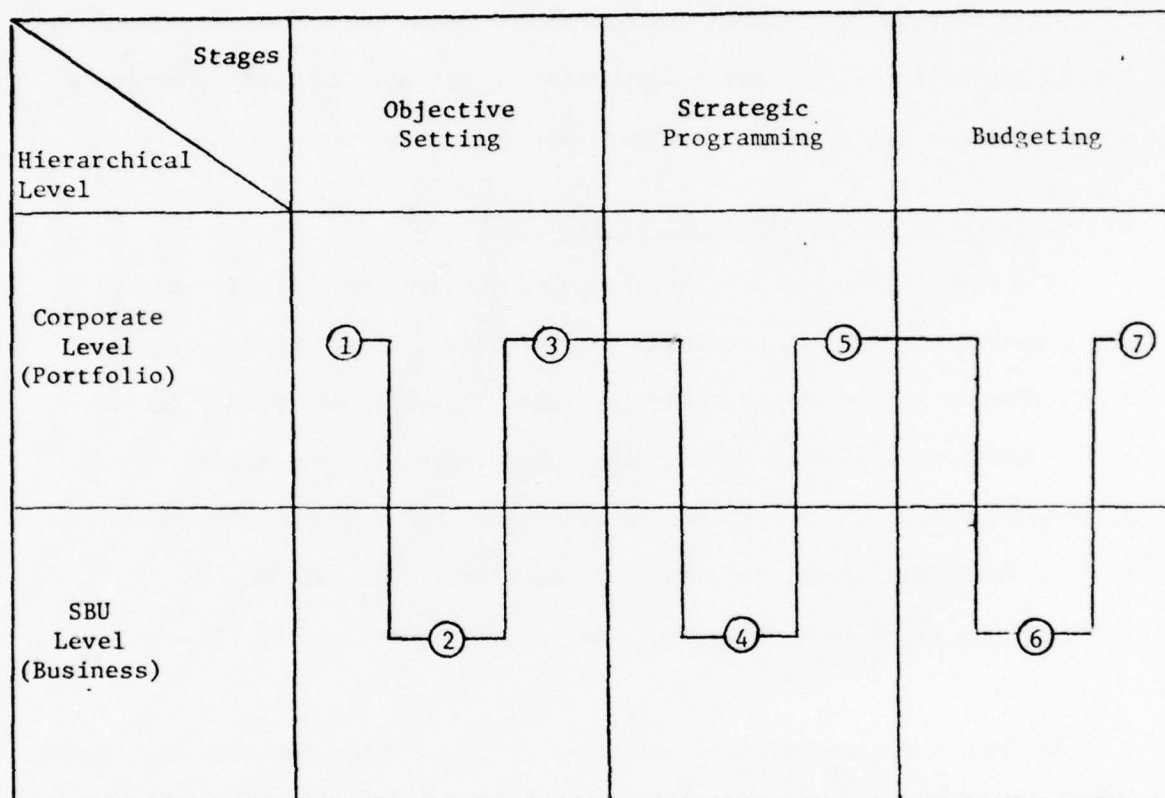 Stages
Hierarchical
Level
Objective
Setting
Strategic
Programming
Budgeting
Corporate
Level
(Portfolio)
1
3
5
7
SBU
Level
(Business)
2
4
6